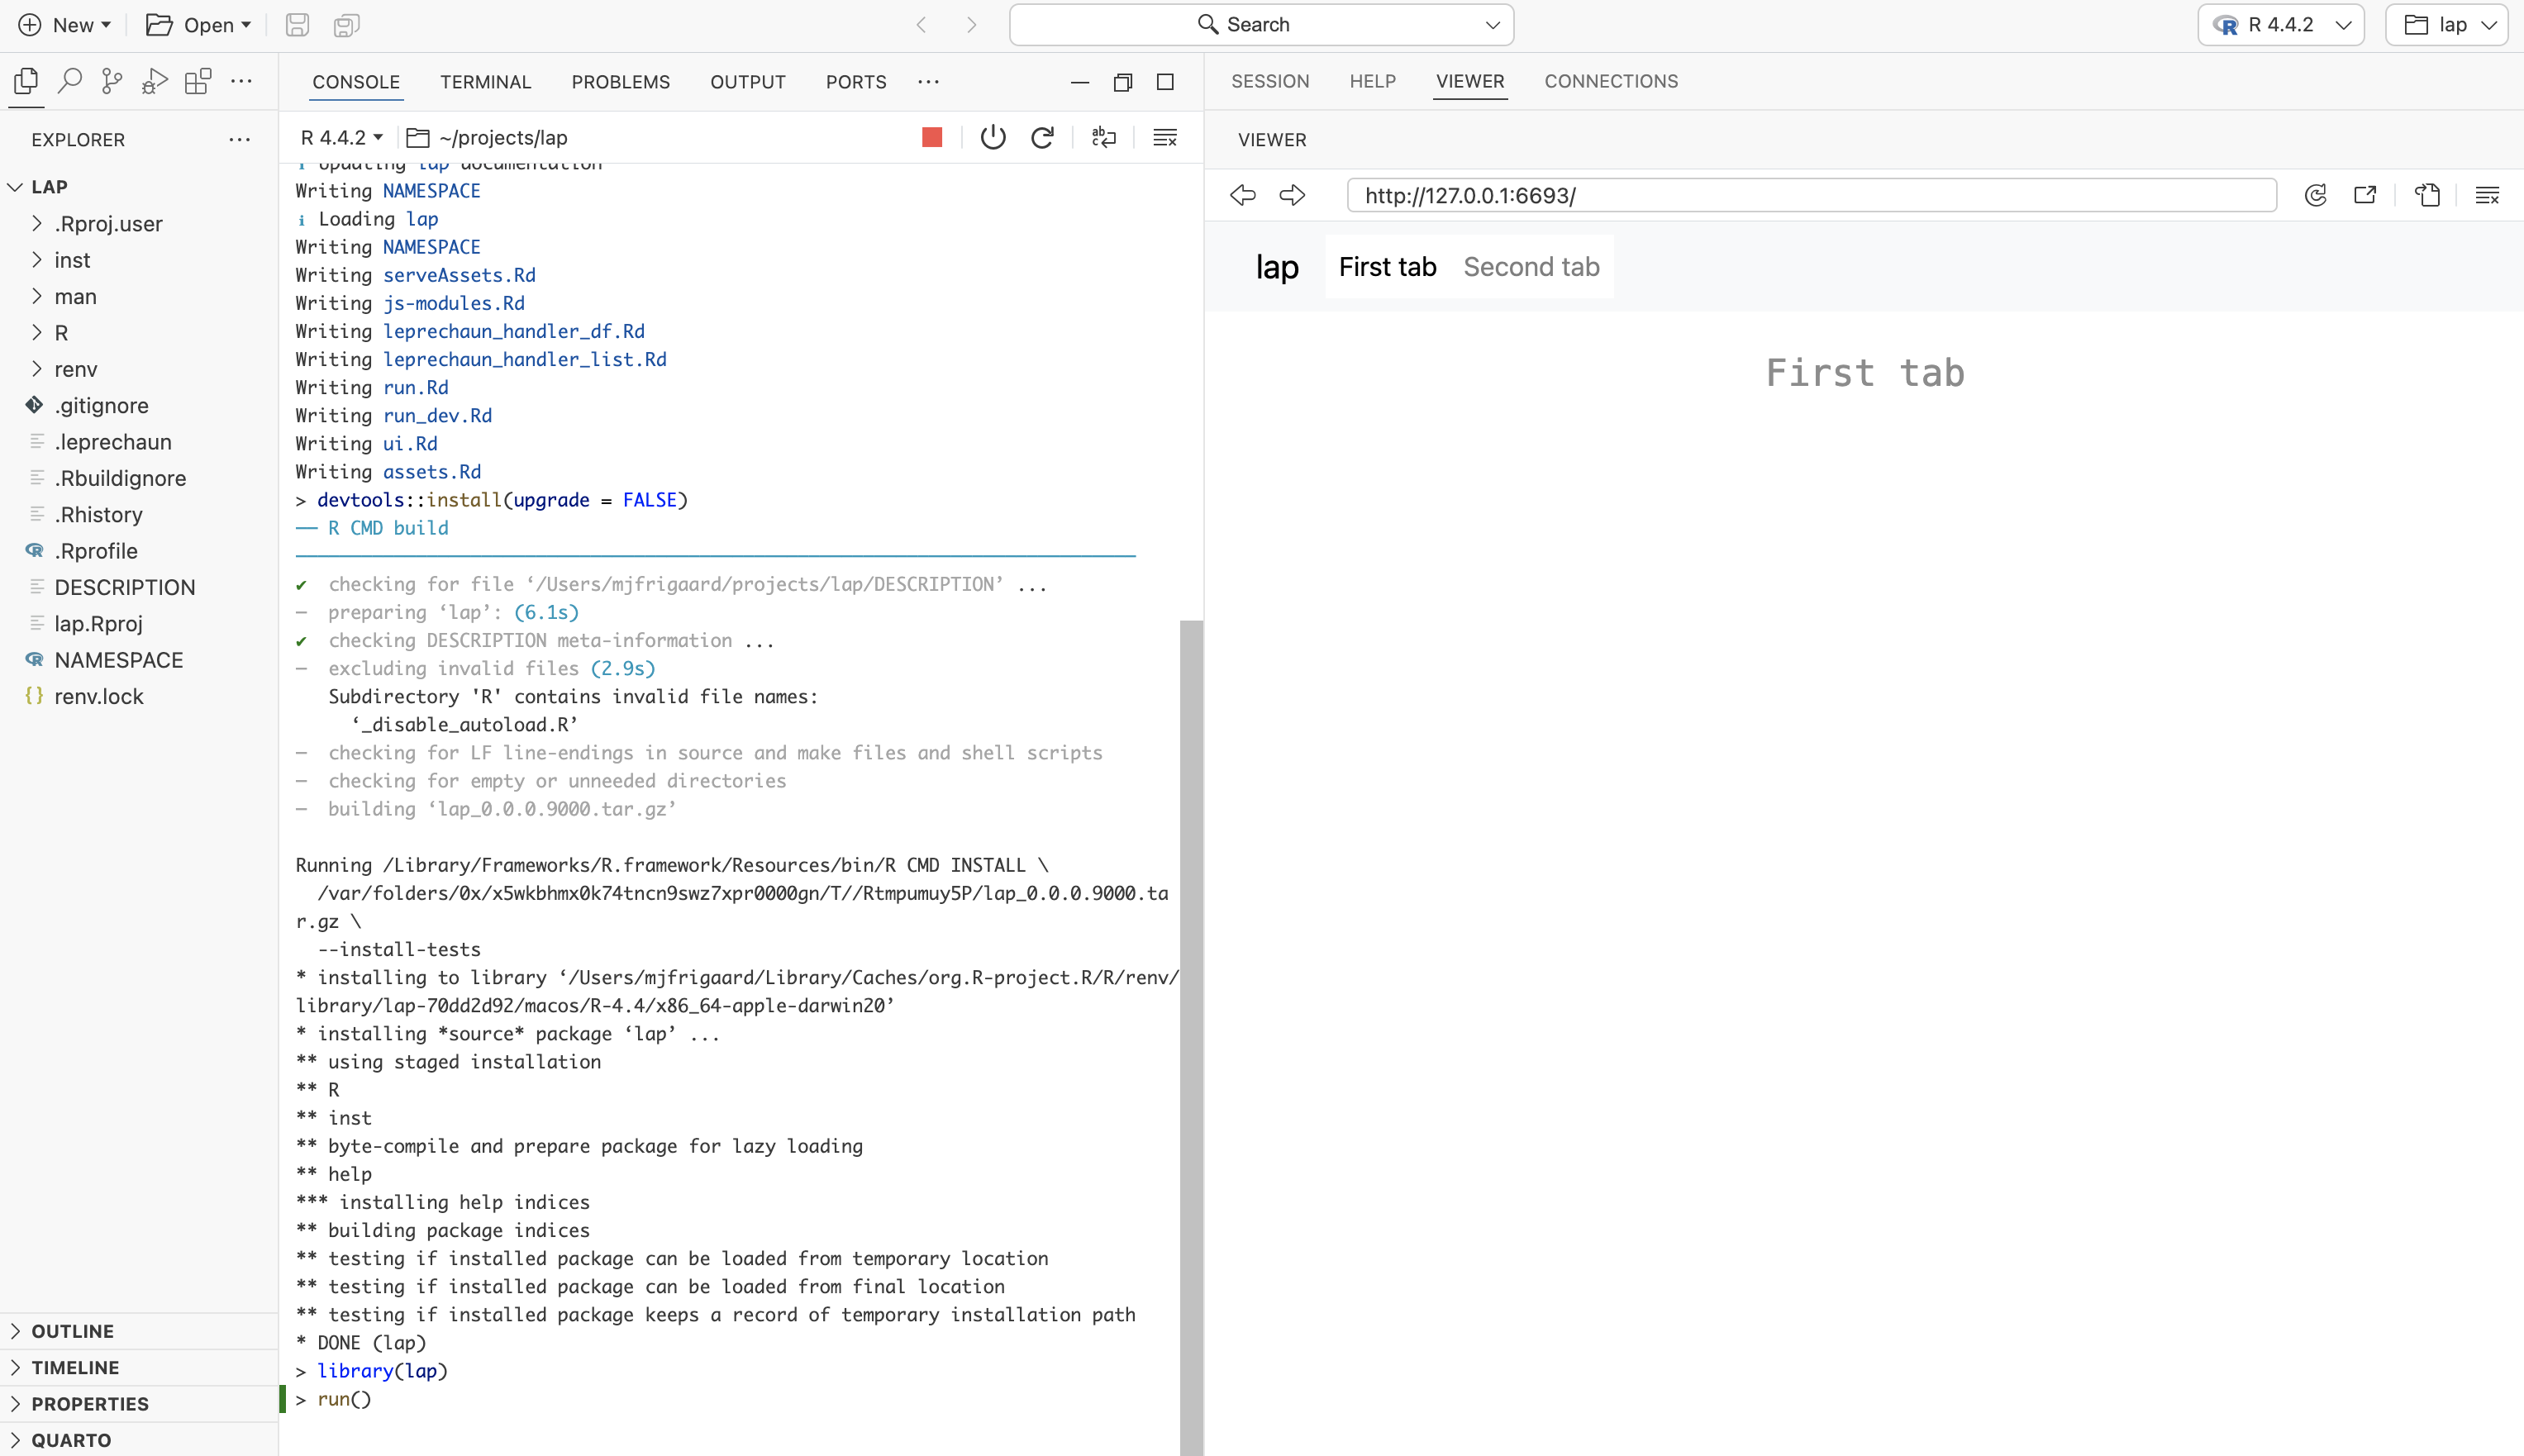 New
Open
Search
R 4.4.2
lap
CONSOLE TERMINAL PROBLEMS OUTPUT PORTS
SESSION HELP VIEWER CONNECTIONS
EXPLORER
LAP
.Rproj.user
inst
man
R
renv
.gitignore
.leprechaun
.Rbuildignore
.Rhistory
.Rprofile
DESCRIPTION
lap.Rproj
NAMESPACE
renv.lock
OUTLINE
TIMELINE
PROPERTIES
QUARTO
R 4.4.2 ~/projects/lap
i Updating lap documentation
Writing NAMESPACE
i Loading lap
Writing NAMESPACE
Writing serveAssets.Rd
Writing js-modules.Rd
Writing leprechaun_handler_df.Rd
Writing leprechaun_handler_list.Rd
Writing run.Rd
Writing run_dev.Rd
Writing ui.Rd
Writing assets.Rd
> devtools::install(upgrade = FALSE)
── R CMD build
✔ checking for file ‘/Users/mjfrigaard/projects/lap/DESCRIPTION’ ...
─ preparing ‘lap’: (6.1s)
✔ checking DESCRIPTION meta-information ...
─ excluding invalid files (2.9s)
Subdirectory 'R' contains invalid file names:
‘_disable_autoload.R’
─ checking for LF line-endings in source and make files and shell scripts
─ checking for empty or unneeded directories
─ building ‘lap_0.0.0.9000.tar.gz’
Running /Library/Frameworks/R.framework/Resources/bin/R CMD INSTALL \
/var/folders/0x/x5wkbhmx0k74tncn9swz7xpr0000gn/T//Rtmpumuy5P/lap_0.0.0.9000.ta
r.gz \
--install-tests
* installing to library ‘/Users/mjfrigaard/Library/Caches/org.R-project.R/R/renv/
library/lap-70dd2d92/macos/R-4.4/x86_64-apple-darwin20’
* installing *source* package ‘lap’ ...
** using staged installation
** R
** inst
** byte-compile and prepare package for lazy loading
** help
*** installing help indices
** building package indices
** testing if installed package can be loaded from temporary location
** testing if installed package can be loaded from final location
** testing if installed package keeps a record of temporary installation path
* DONE (lap)
> library(lap)
> run()
VIEWER
http://127.0.0.1:6693/
lap First tab Second tab
First tab